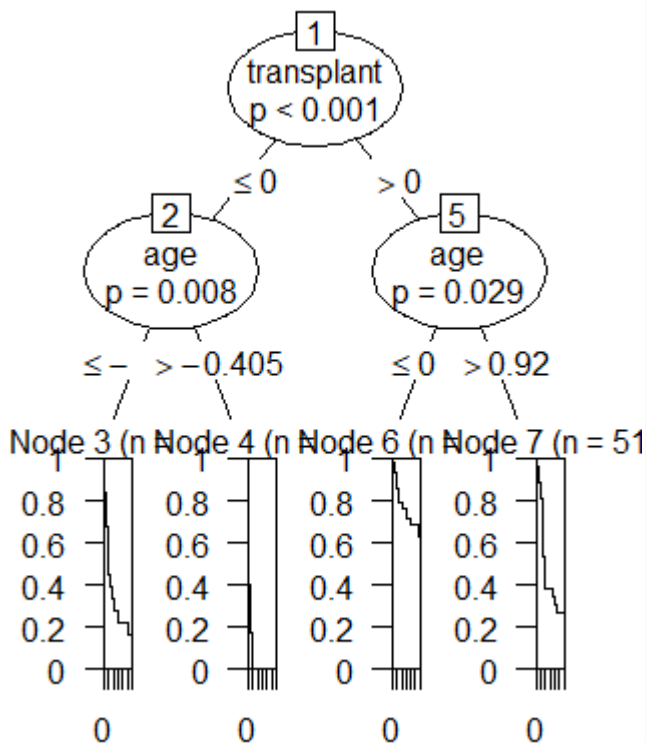 1
transplant
p < 0.001
≤ 0 > 0
2 5
age age
p = 0.008 p = 0.029
≤ − > −0.405 ≤ 0 > 0.92
Node 3 (n = Node 4 (n = Node 6 (n = Node 7 (n = 51
1 1 1 1
0.8 0.8 0.8 0.8
0.6 0.6 0.6 0.6
0.4 0.4 0.4 0.4
0.2 0.2 0.2 0.2
0 0 0 0
0 0 0 0